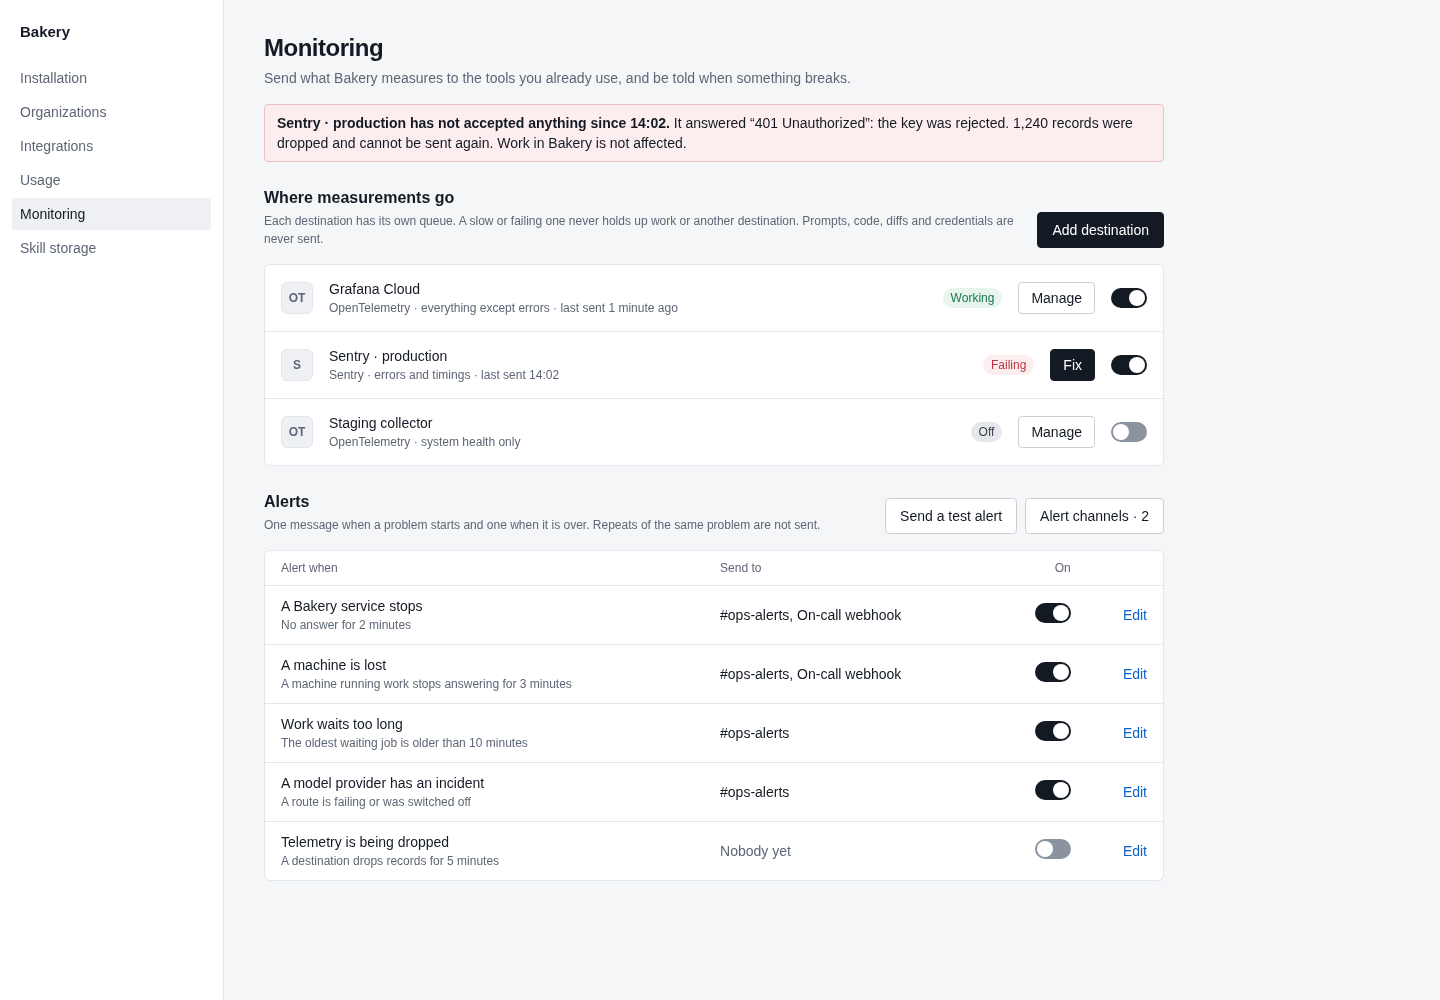 Bakery
Installation
Organizations
Integrations
Usage
Monitoring
Skill storage
Monitoring
Send what Bakery measures to the tools you already use, and be told when something breaks.
Sentry · production has not accepted anything since 14:02. It answered “401 Unauthorized”: the key was rejected. 1,240 records were
dropped and cannot be sent again. Work in Bakery is not affected.
Where measurements go
Each destination has its own queue. A slow or failing one never holds up work or another destination. Prompts, code, diffs and credentials are
never sent.
Add destination
OT
Grafana Cloud
OpenTelemetry · everything except errors · last sent 1 minute ago
Working
Manage
S
Sentry · production
Sentry · errors and timings · last sent 14:02
Failing
Fix
OT
Staging collector
OpenTelemetry · system health only
Off
Manage
Alerts
One message when a problem starts and one when it is over. Repeats of the same problem are not sent.
Send a test alert
Alert channels · 2
Alert when
Send to
On
A Bakery service stops
No answer for 2 minutes
#ops-alerts, On-call webhook
Edit
A machine is lost
A machine running work stops answering for 3 minutes
#ops-alerts, On-call webhook
Edit
Work waits too long
The oldest waiting job is older than 10 minutes
#ops-alerts
Edit
A model provider has an incident
A route is failing or was switched off
#ops-alerts
Edit
Telemetry is being dropped
A destination drops records for 5 minutes
Nobody yet
Edit